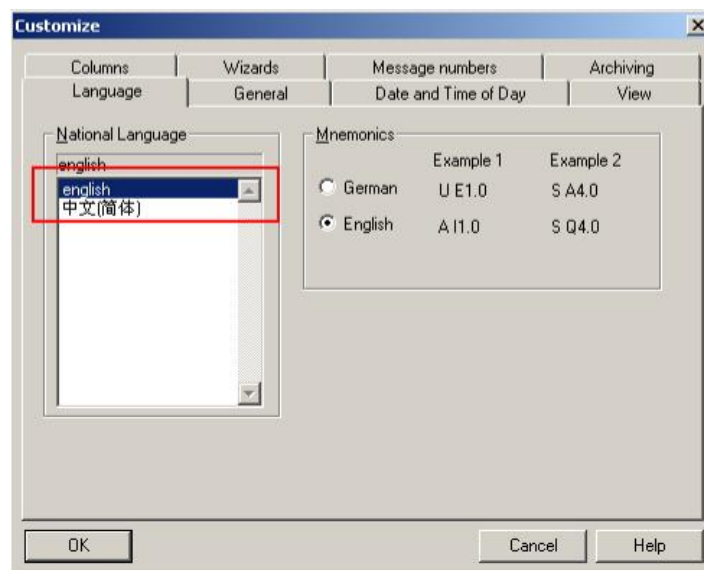 Customize
Columns Wizards Message numbers Archiving
Language General Date and Time of Day View
National Language
english
english
中文(简体)
Mnemonics
Example 1 Example 2
German U E1.0 S A4.0
English A I1.0 S Q4.0
OK Cancel Help